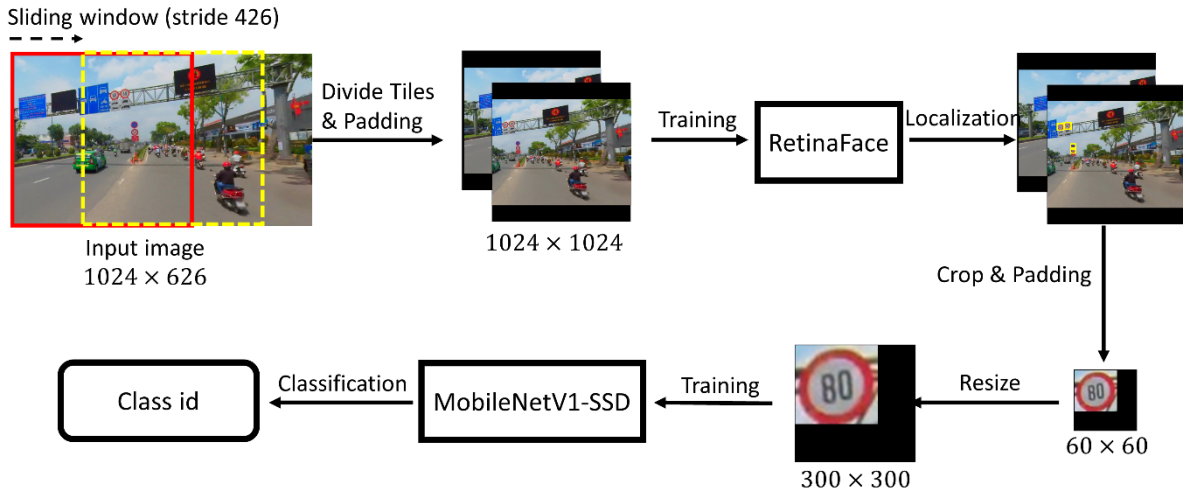 Sliding window (stride 426)
Input image
1024 × 626
Divide Tiles
& Padding
1024 × 1024
Training
RetinaFace
Localization
Crop & Padding
60 × 60
80
Resize
300 × 300
80
Training
MobileNetV1-SSD
Classification
Class id